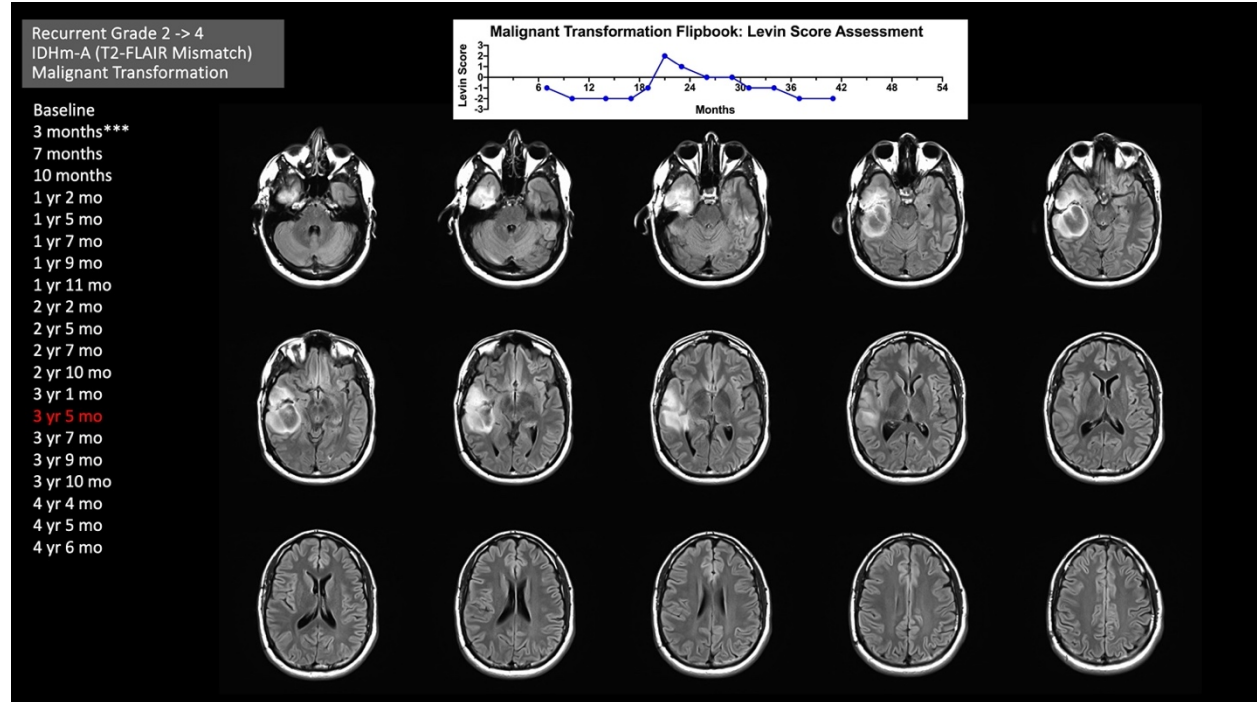 Recurrent Grade 2 -> 4
IDHm-A (T2-FLAIR Mismatch)
Malignant Transformation
Malignant Transformation Flipbook: Levin Score Assessment
Levin Score
3
2
1
0
-1
-2
-3
6
12
18
24
30
36
42
48
54
Months
Baseline
3 months***
7 months
10 months
1 yr 2 mo
1 yr 5 mo
1 yr 7 mo
1 yr 9 mo
1 yr 11 mo
2 yr 2 mo
2 yr 5 mo
2 yr 7 mo
2 yr 10 mo
3 yr 1 mo
3 yr 5 mo
3 yr 7 mo
3 yr 9 mo
3 yr 10 mo
4 yr 4 mo
4 yr 5 mo
4 yr 6 mo